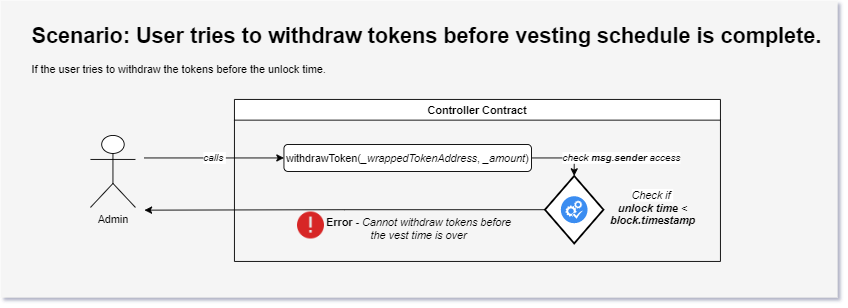 Scenario: User tries to withdraw tokens before vesting schedule is complete.
If the user tries to withdraw the tokens before the unlock time.
Controller Contract
calls
withdrawToken(_wrappedTokenAddress, _amount)
check msg.sender access
Admin
Error - Cannot withdraw tokens before
the vest time is over
Check if
unlock time <
block.timestamp